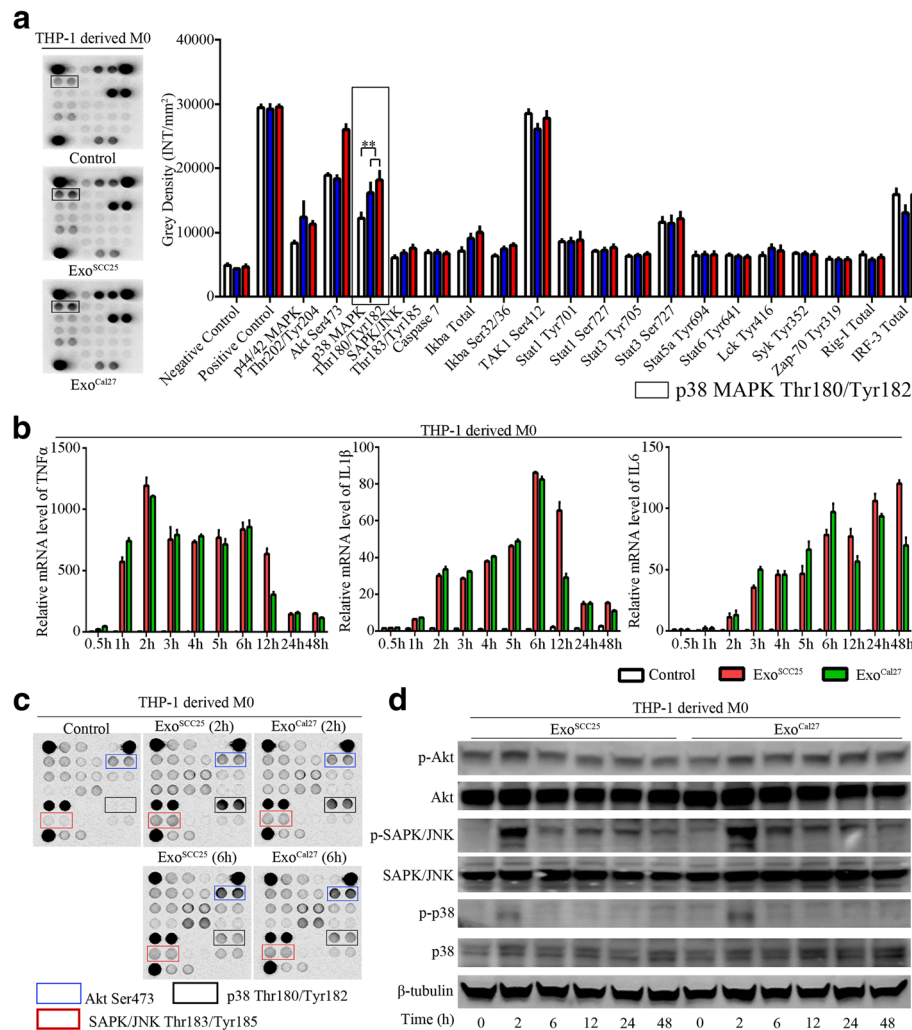 a
THP-1 derived M0
Control
Exo^SCC25
Exo^Cal27
Grey Density (INT/mm²)
40000
30000
20000
10000
0
**
Negative Control
Positive Control
p44/42 MAPK
Thr202/Tyr204
Akt Ser473
p38 MAPK
Thr180/Tyr182
SAPK/JNK
Thr183/Tyr185
Caspase 7
Ikba Total
Ikba Ser32/36
TAK1 Ser412
Stat1 Tyr701
Stat1 Ser727
Stat3 Tyr705
Stat3 Ser727
Stat5a Tyr694
Stat6 Tyr641
Lck Tyr416
Syk Tyr352
Zap-70 Tyr319
Rig-1 Total
IRF-3 Total
p38 MAPK Thr180/Tyr182
b
THP-1 derived M0
Relative mRNA level of TNFα
1500
1000
500
0
0.5h 1h 2h 3h 4h 5h 6h 12h 24h 48h
Relative mRNA level of IL1β
100
80
60
40
20
0
0.5h 1h 2h 3h 4h 5h 6h 12h 24h 48h
Relative mRNA level of IL6
150
100
50
0
0.5h 1h 2h 3h 4h 5h 6h 12h 24h 48h
Control Exo^SCC25 Exo^Cal27
c
THP-1 derived M0
Control Exo^SCC25 (2h) Exo^Cal27 (2h)
Exo^SCC25 (6h) Exo^Cal27 (6h)
Akt Ser473 p38 Thr180/Tyr182
SAPK/JNK Thr183/Tyr185
d
THP-1 derived M0
Exo^SCC25 Exo^Cal27
p-Akt
Akt
p-SAPK/JNK
SAPK/JNK
p-p38
p38
β-tubulin
Time (h) 0 2 6 12 24 48 0 2 6 12 24 48